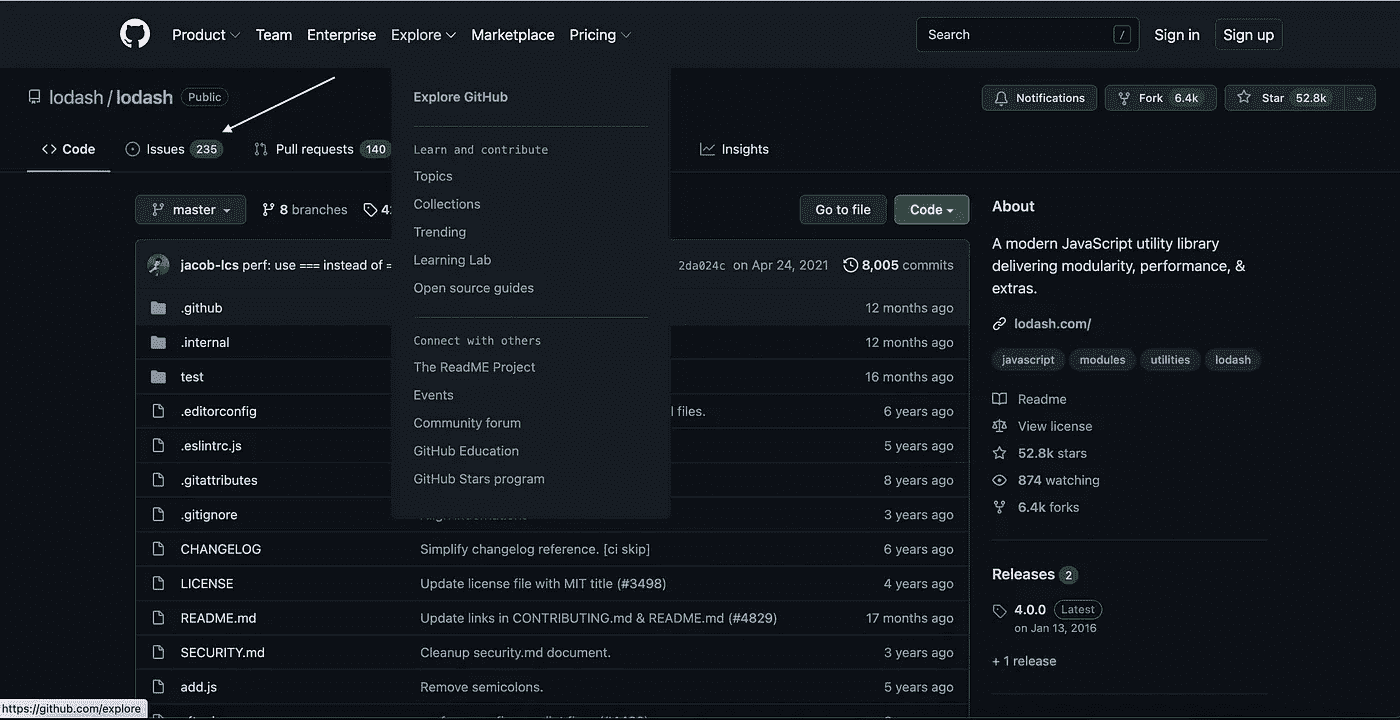 Product Team Enterprise Explore Marketplace Pricing Search / Sign in Sign up
lodash / lodash Public
Notifications Fork 6.4k Star 52.8k
Code Issues 235 Pull requests 140 Insights
Explore GitHub
Learn and contribute
Topics
Collections
Trending
Learning Lab
Open source guides
Connect with others
The ReadME Project
Events
Community forum
GitHub Education
GitHub Stars program
master 8 branches Go to file Code
jacob-lcs perf: use === instead of = 2da024c on Apr 24, 2021 8,005 commits
.github 12 months ago
.internal 12 months ago
test 16 months ago
.editorconfig files. 6 years ago
.eslintrc.js 5 years ago
.gitattributes 8 years ago
.gitignore 3 years ago
CHANGELOG Simplify changelog reference. [ci skip] 6 years ago
LICENSE Update license file with MIT title (#3498) 4 years ago
README.md Update links in CONTRIBUTING.md & README.md (#4829) 17 months ago
SECURITY.md Cleanup security.md document. 3 years ago
add.js Remove semicolons. 5 years ago
About
A modern JavaScript utility library
delivering modularity, performance, &
extras.
lodash.com/
javascript modules utilities lodash
Readme
View license
52.8k stars
874 watching
6.4k forks
Releases 2
4.0.0 Latest
on Jan 13, 2016
+ 1 release
https://github.com/explore